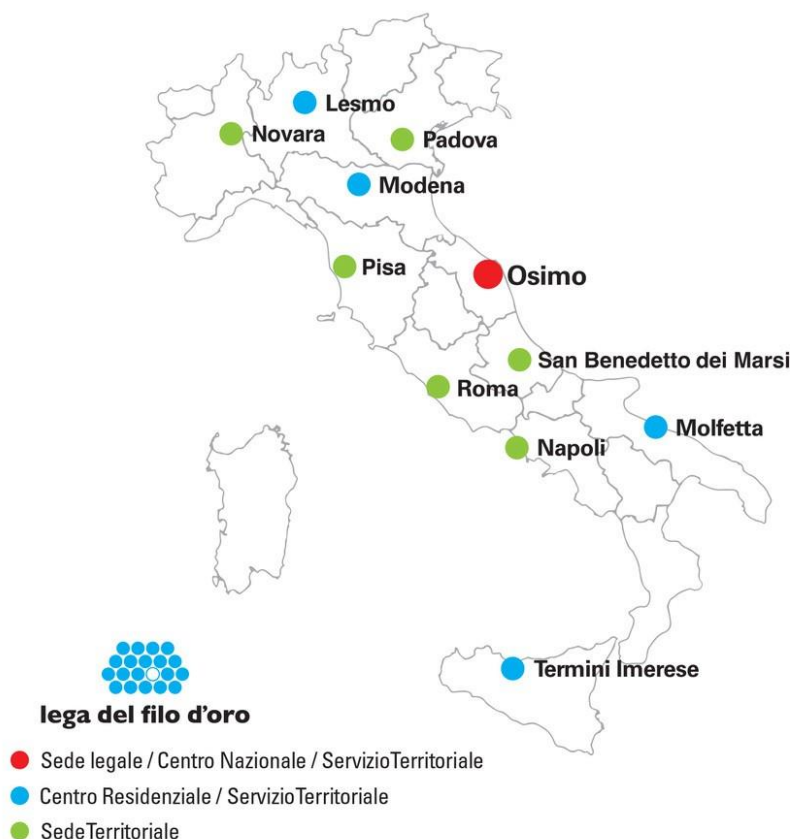 Lesmo
Novara
Padova
Modena
Pisa
Osimo
San Benedetto dei Marsi
Roma
Molfetta
Napoli
Termini Imerese
lega del filo d'oro
Sede legale / Centro Nazionale / ServizioTerritoriale
Centro Residenziale / ServizioTerritoriale
SedeTerritoriale